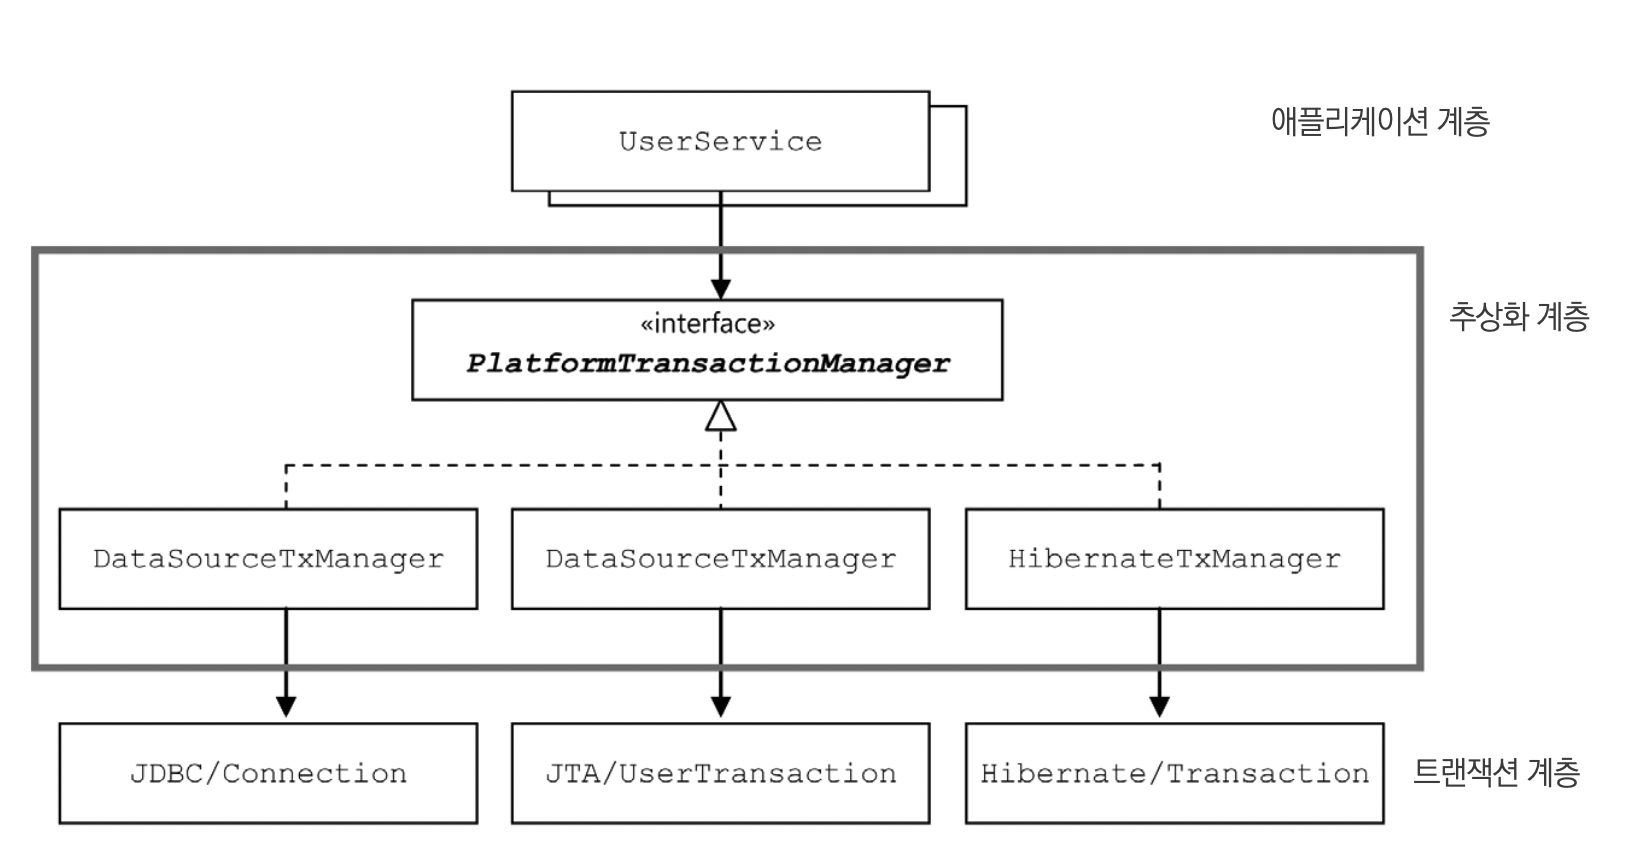 애플리케이션 계층
UserService
추상화 계층
«interface»
PlatformTransactionManager
DataSourceTxManager
DataSourceTxManager
HibernateTxManager
JDBC/Connection
JTA/UserTransaction
Hibernate/Transaction
트랜잭션 계층